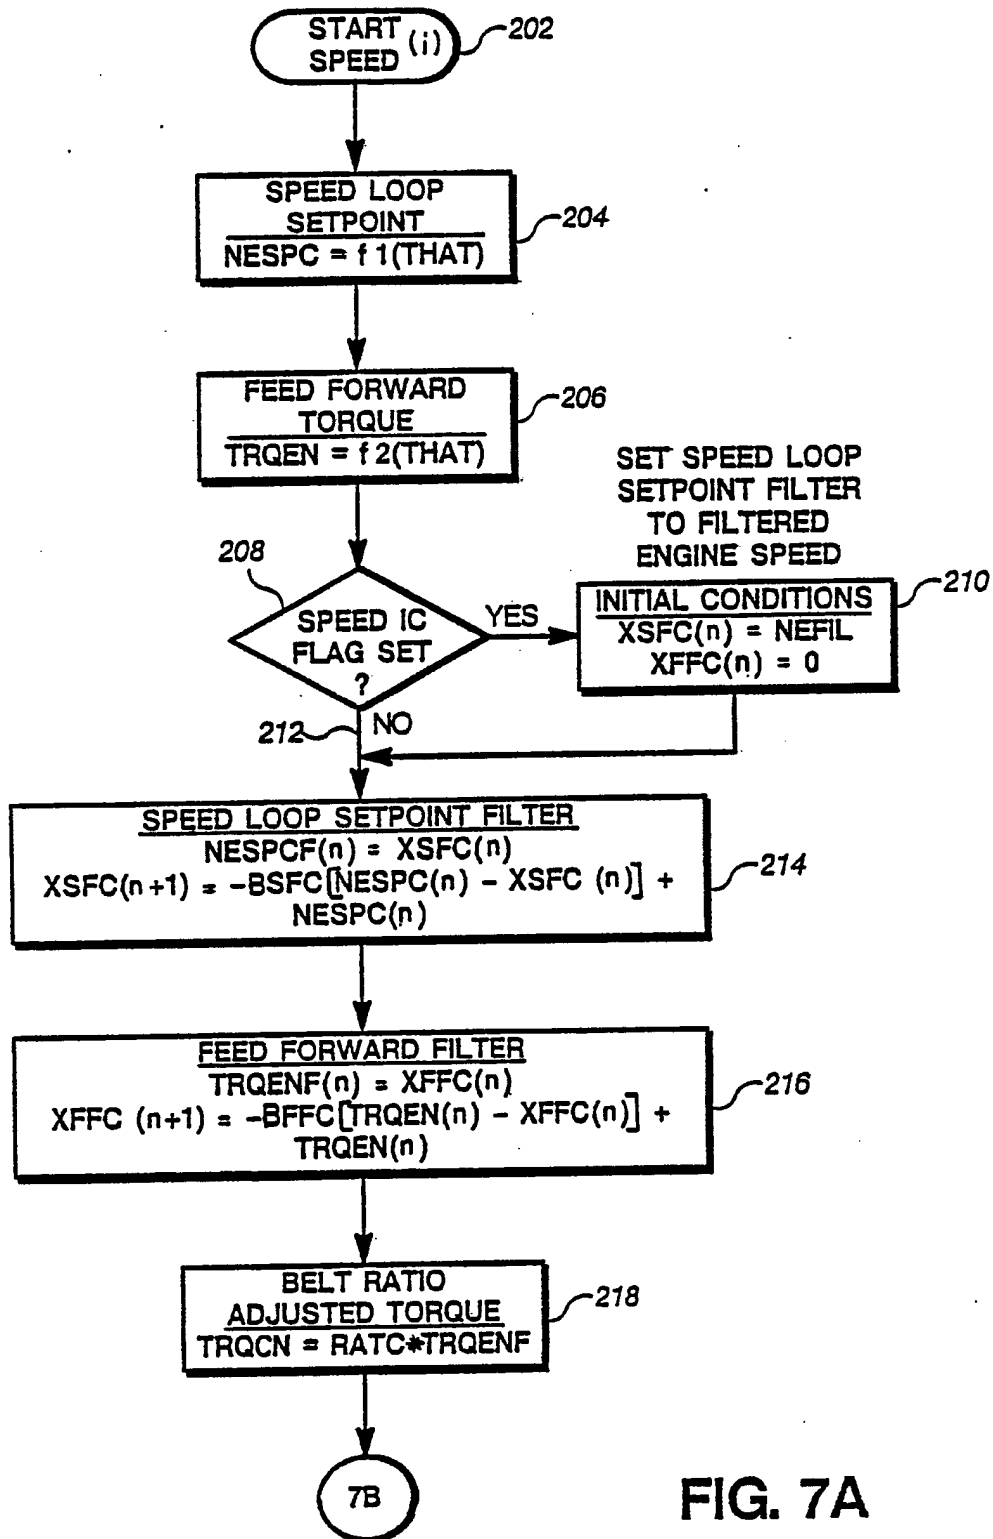 START
SPEED (i)
202
SPEED LOOP
SETPOINT
NESPC = f1(THAT)
204
FEED FORWARD
TORQUE
TRQEN = f2(THAT)
206
208
SPEED IC
FLAG SET
?
YES
SET SPEED LOOP
SETPOINT FILTER
TO FILTERED
ENGINE SPEED
INITIAL CONDITIONS
XSFC(n) = NEFIL
XFFC(n) = 0
210
212
NO
SPEED LOOP SETPOINT FILTER
NESPCF(n) = XSFC(n)
XSFC(n+1) = -BSFC[NESPC(n) - XSFC (n)] +
NESPC(n)
214
FEED FORWARD FILTER
TRQENF(n) = XFFC(n)
XFFC (n+1) = -BFFC[TRQEN(n) - XFFC(n)] +
TRQEN(n)
216
BELT RATIO
ADJUSTED TORQUE
TRQCN = RATC*TRQENF
218
7B
FIG. 7A